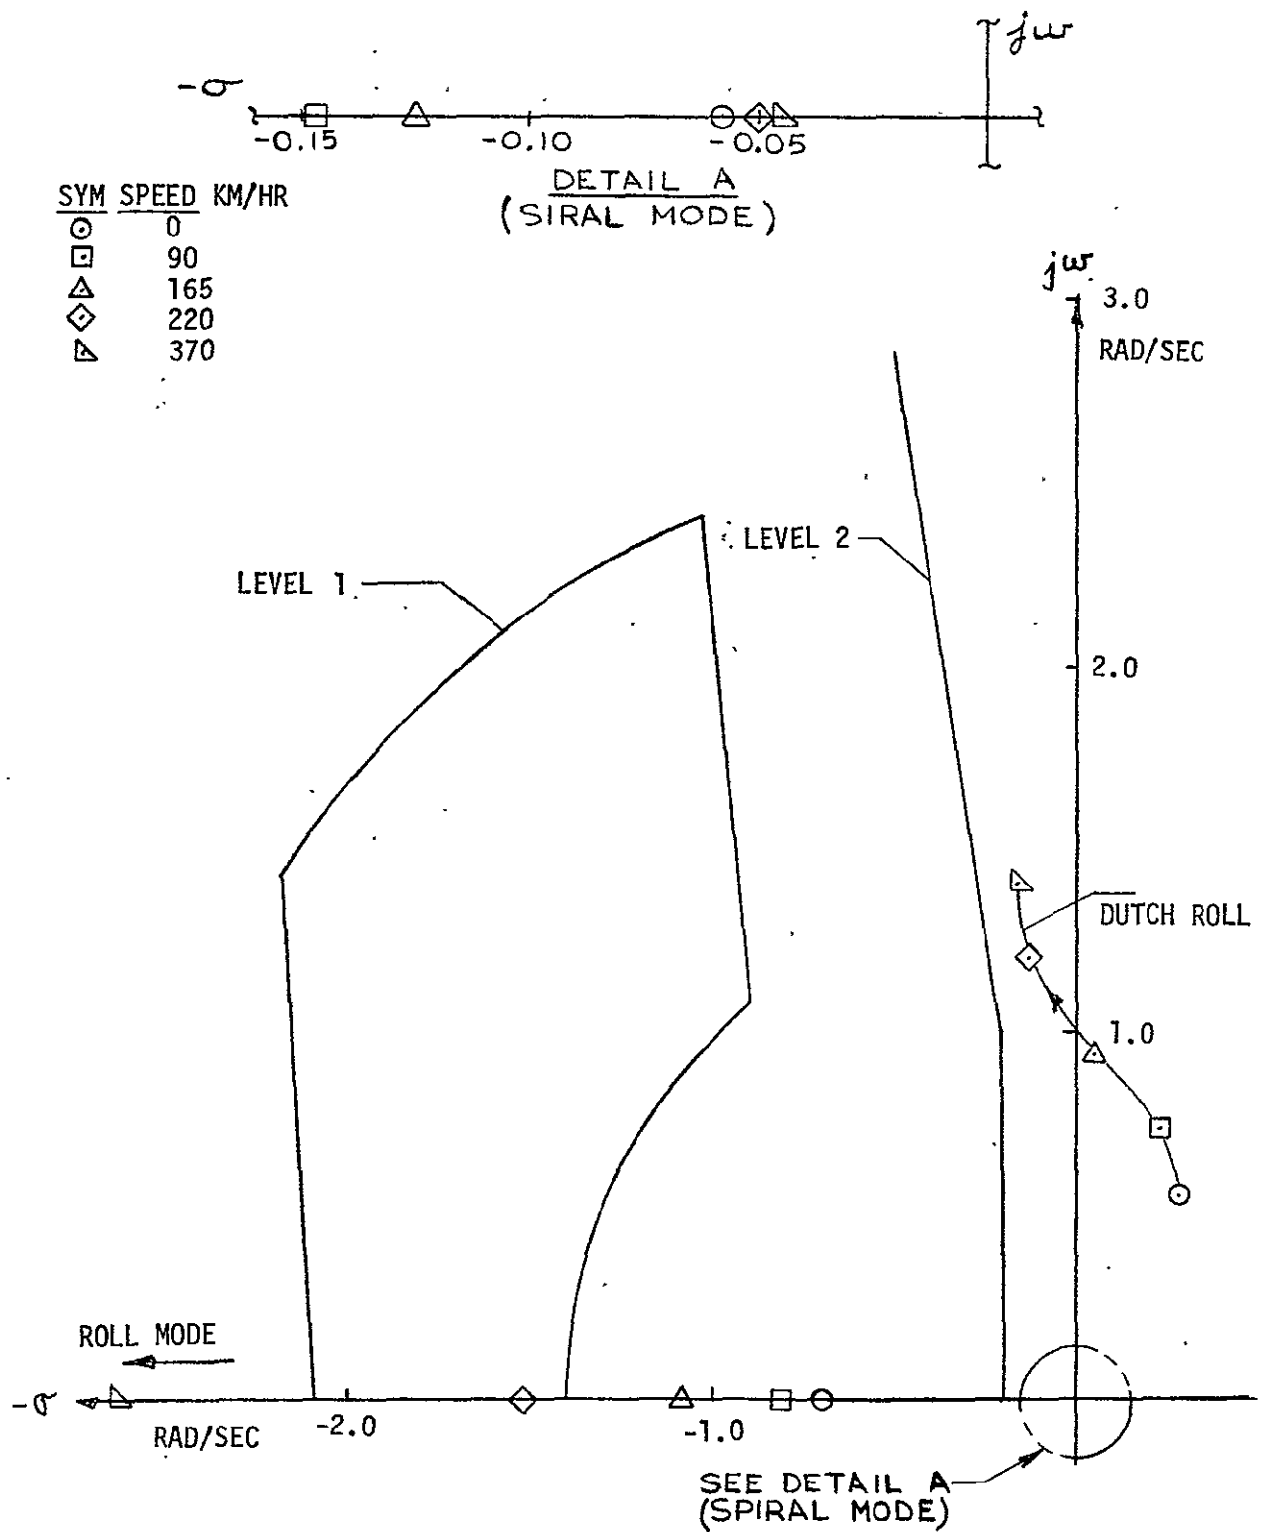 jω
-σ
-0.15
-0.10
-0.05
DETAIL A
(SIRAL MODE)
SYM SPEED KM/HR
0
90
165
220
370
jω
3.0
RAD/SEC
LEVEL 2
LEVEL 1
2.0
DUTCH ROLL
1.0
ROLL MODE
-σ
RAD/SEC
-2.0
-1.0
SEE DETAIL A
(SPIRAL MODE)